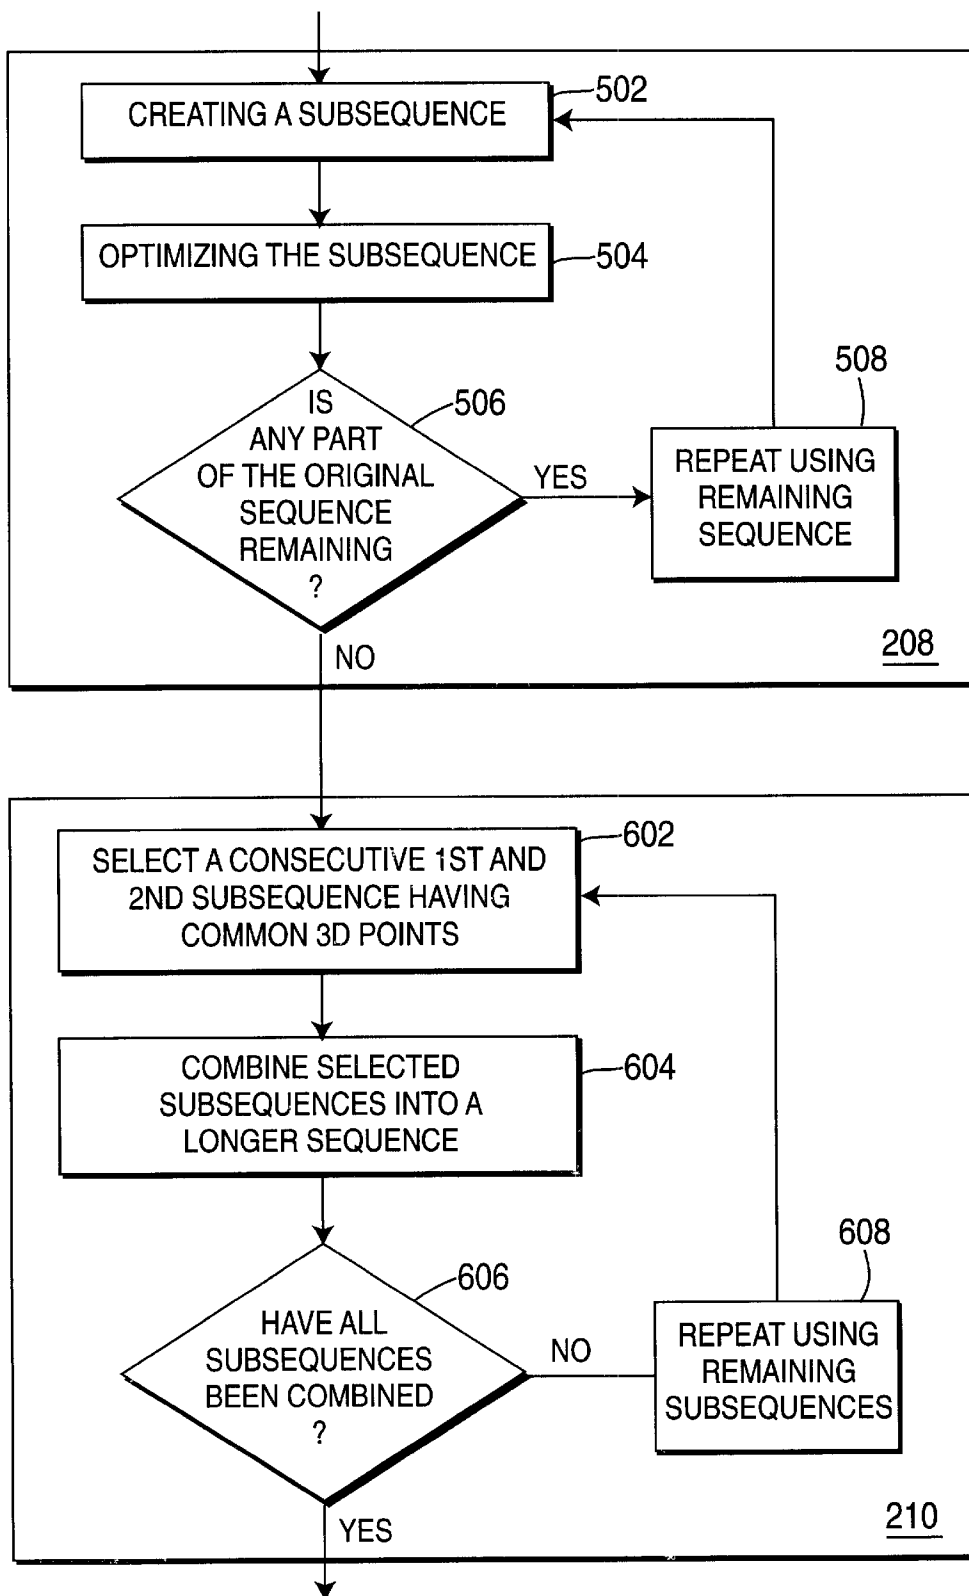 CREATING A SUBSEQUENCE
502
OPTIMIZING THE SUBSEQUENCE
504
IS
ANY PART
OF THE ORIGINAL
SEQUENCE
REMAINING
?
506
YES
508
REPEAT USING
REMAINING
SEQUENCE
NO
208
602
SELECT A CONSECUTIVE 1ST AND
2ND SUBSEQUENCE HAVING
COMMON 3D POINTS
COMBINE SELECTED
SUBSEQUENCES INTO A
LONGER SEQUENCE
604
606
HAVE ALL
SUBSEQUENCES
BEEN COMBINED
?
NO
608
REPEAT USING
REMAINING
SUBSEQUENCES
YES
210